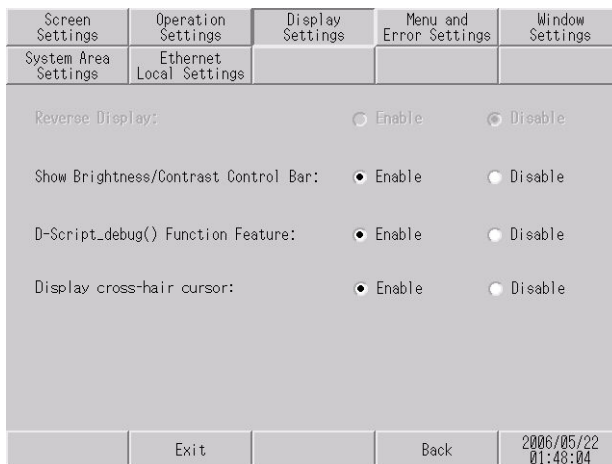 Screen Settings
Operation Settings
Display Settings
Menu and Error Settings
Window Settings
System Area Settings
Ethernet Local Settings
Reverse Display: Enable Disable
Show Brightness/Contrast Control Bar: Enable Disable
D-Script_debug() Function Feature: Enable Disable
Display cross-hair cursor: Enable Disable
Exit Back 2006/05/22
01:48:04